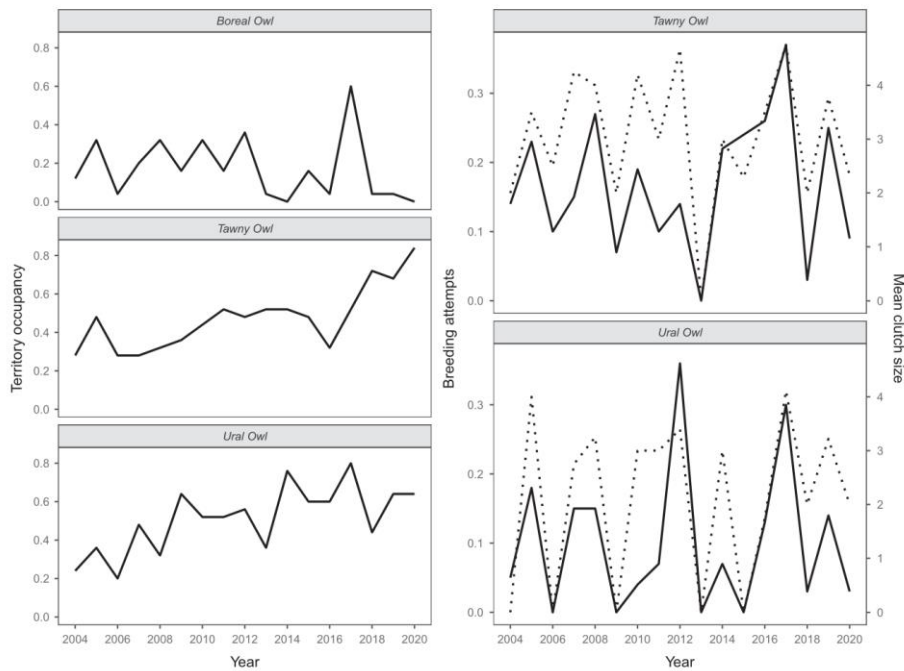 Boreal Owl
0.8
0.6
0.4
0.2
0.0
Tawny Owl
0.8
0.6
0.4
0.2
0.0
Ural Owl
0.8
0.6
0.4
0.2
0.0
2004 2006 2008 2010 2012 2014 2016 2018 2020
Year
Territory occupancy
Tawny Owl
0.3
0.2
0.1
0.0
4
3
2
1
0
Ural Owl
0.3
0.2
0.1
0.0
4
3
2
1
0
2004 2006 2008 2010 2012 2014 2016 2018 2020
Year
Breeding attempts
Mean clutch size